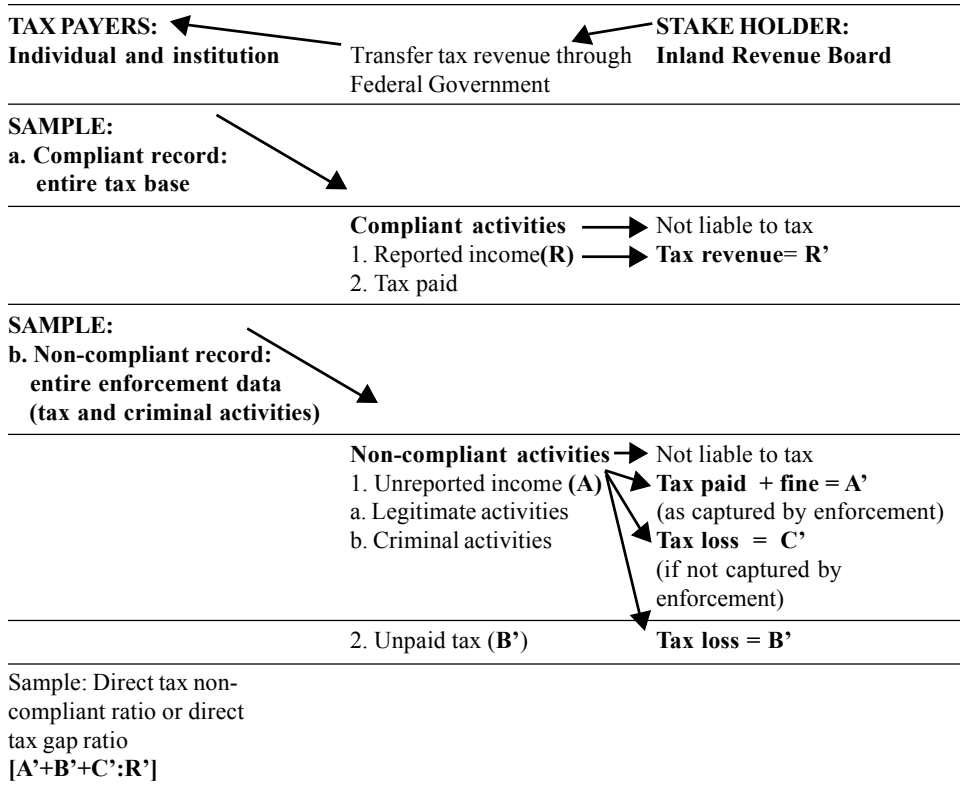 TAX PAYERS:
Individual and institution
Transfer tax revenue through
Federal Government
STAKE HOLDER:
Inland Revenue Board
SAMPLE:
a. Compliant record:
entire tax base
Compliant activities
1. Reported income(R)
2. Tax paid
Not liable to tax
Tax revenue= R’
SAMPLE:
b. Non-compliant record:
entire enforcement data
(tax and criminal activities)
Non-compliant activities
1. Unreported income (A)
a. Legitimate activities
b. Criminal activities
Not liable to tax
Tax paid + fine = A’
(as captured by enforcement)
Tax loss = C’
(if not captured by
enforcement)
2. Unpaid tax (B’)
Tax loss = B’
Sample: Direct tax non-
compliant ratio or direct
tax gap ratio
[A’+B’+C’:R’]